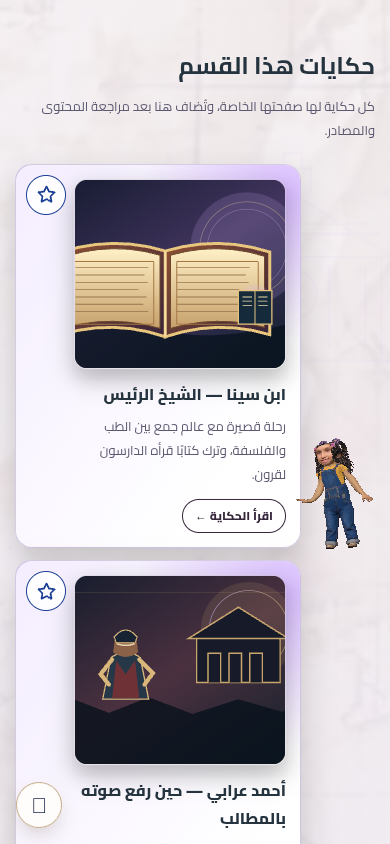 حكايات هذا القسم
كل حكاية لها صفحتها الخاصة، وتُضاف هنا بعد مراجعة المحتوى
والمصادر.
ابن سينا — الشيخ الرئيس
رحلة قصيرة مع عالم جمع بين الطب
والفلسفة، وترك كتابًا قرأه الدارسون
لقرون.
اقرأ الحكاية ←
أحمد عرابي — حين رفع صوته
بالمطالب